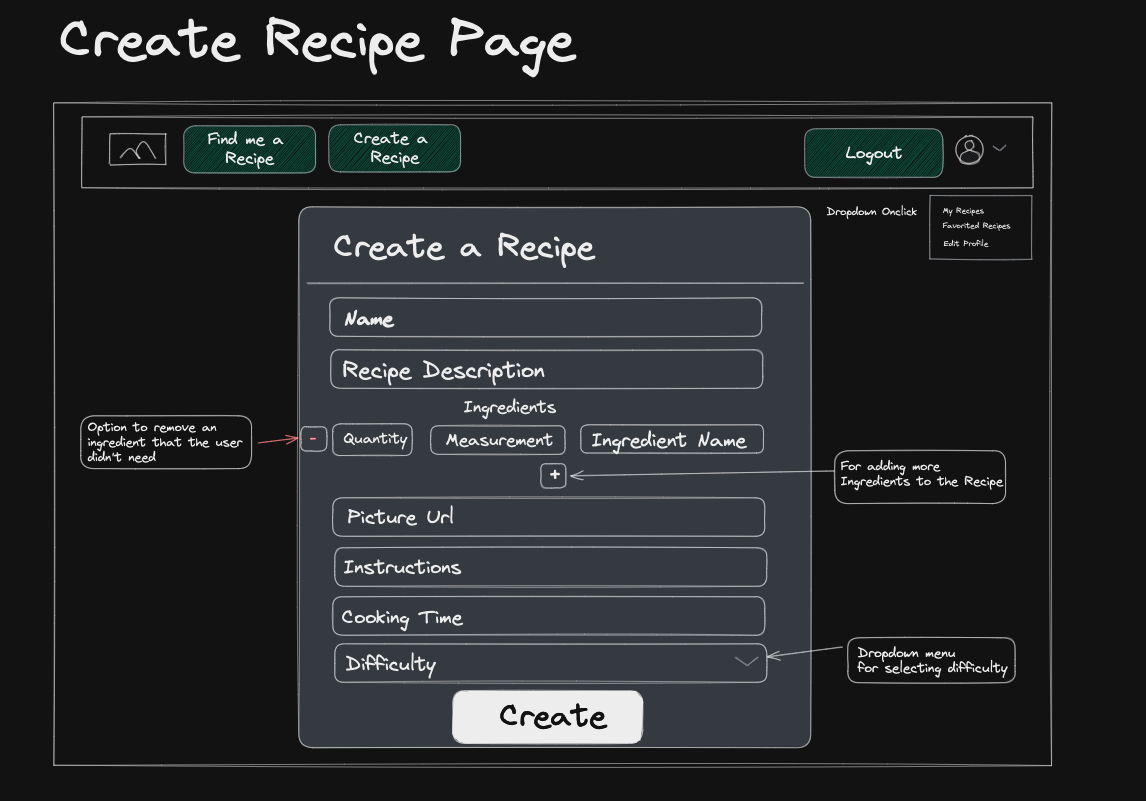 Create Recipe Page
Find me a
Recipe
Create a
Recipe
Logout
Dropdown Onclick
My Recipes
Favorited Recipes
Edit Profile
Create a Recipe
Name
Recipe Description
Ingredients
Option to remove an
ingredient that the user
didn't need
-
Quantity
Measurement
Ingredient Name
+
For adding more
Ingredients to the Recipe
Picture Url
Instructions
Cooking Time
Difficulty
Dropdown menu
for selecting difficulty
Create